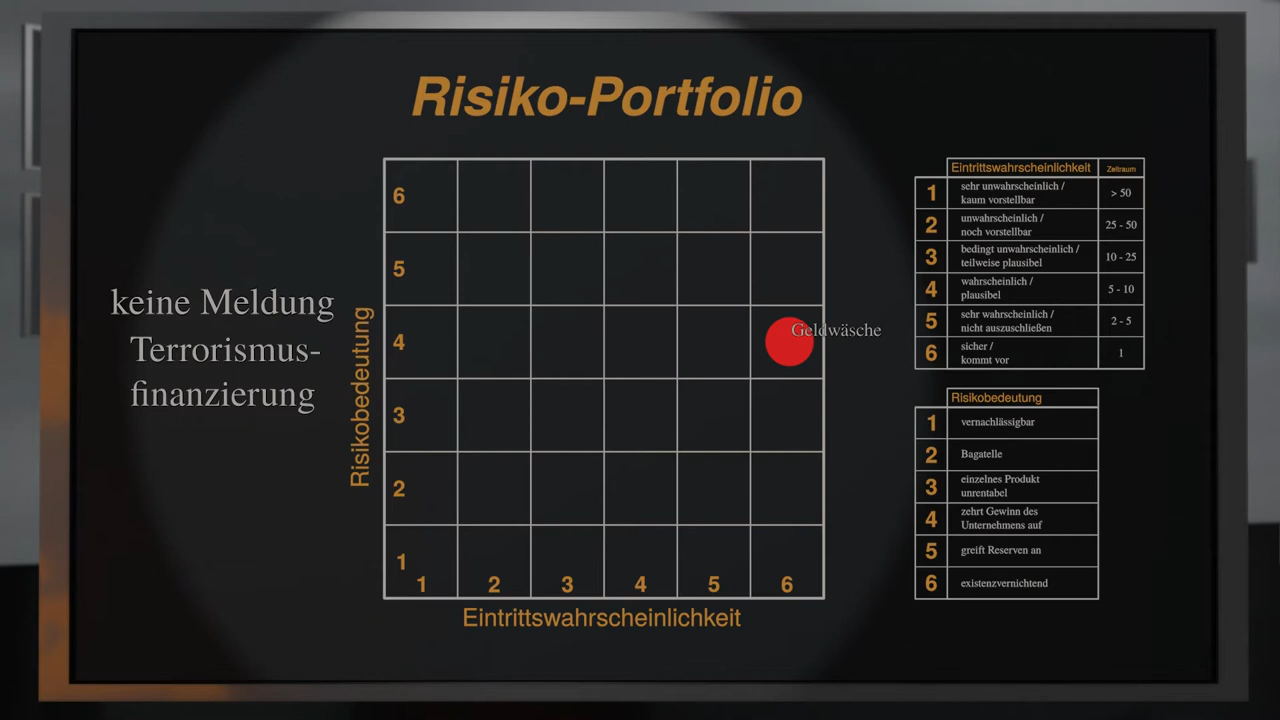 Risiko-Portfolio
keine Meldung
Terrorismus-
finanzierung
Risikobedeutung
6
5
4
3
2
1
1 2 3 4 5 6
Eintrittswahrscheinlichkeit
Geldwäsche
Eintrittswahrscheinlichkeit Zeitraum
1 sehr unwahrscheinlich / > 50
kaum vorstellbar
2 unwahrscheinlich / 25 - 50
noch vorstellbar
3 bedingt unwahrscheinlich / 10 - 25
teilweise plausibel
4 wahrscheinlich / 5 - 10
plausibel
5 sehr wahrscheinlich / 2 - 5
nicht auszuschließen
6 sicher / 1
kommt vor
Risikobedeutung
1 vernachlässigbar
2 Bagatelle
3 einzelnes Produkt
unrentabel
4 zehrt Gewinn des
Unternehmens auf
5 greift Reserven an
6 existenzvernichtend